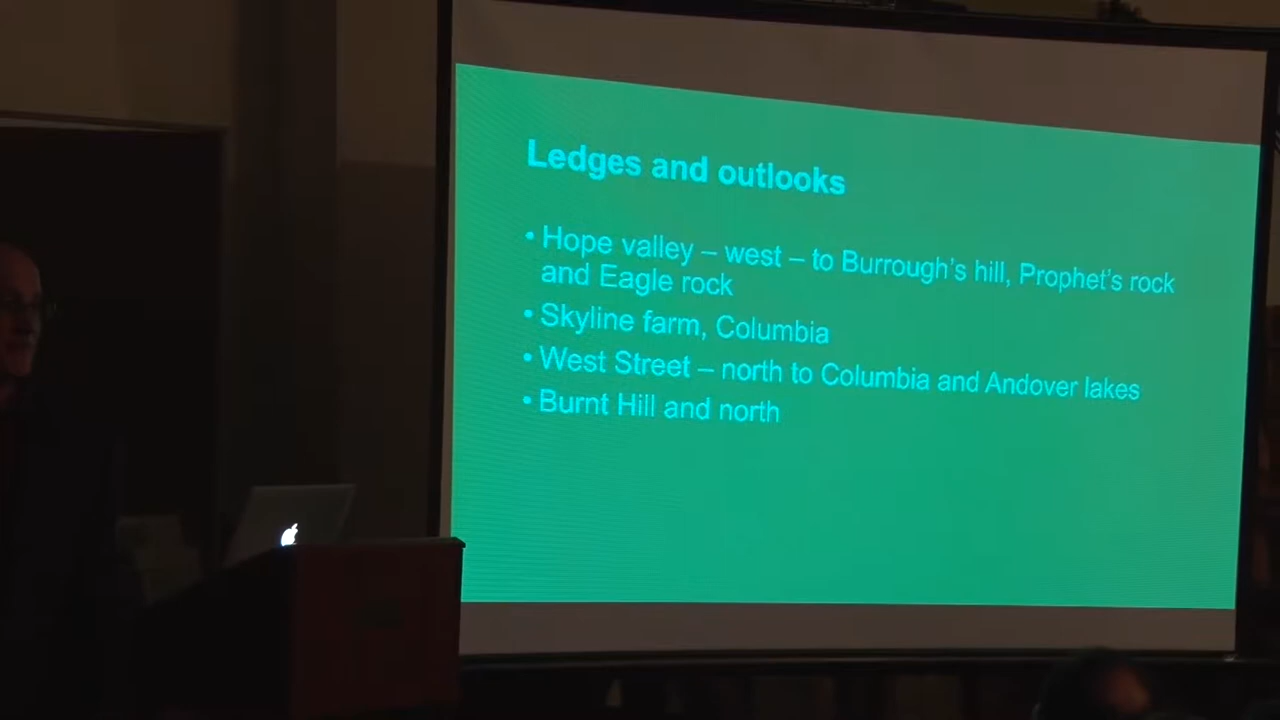 Ledges and outlooks
• Hope valley – west – to Burrough's hill, Prophet's rock
and Eagle rock
• Skyline farm, Columbia
• West Street – north to Columbia and Andover lakes
• Burnt Hill and north